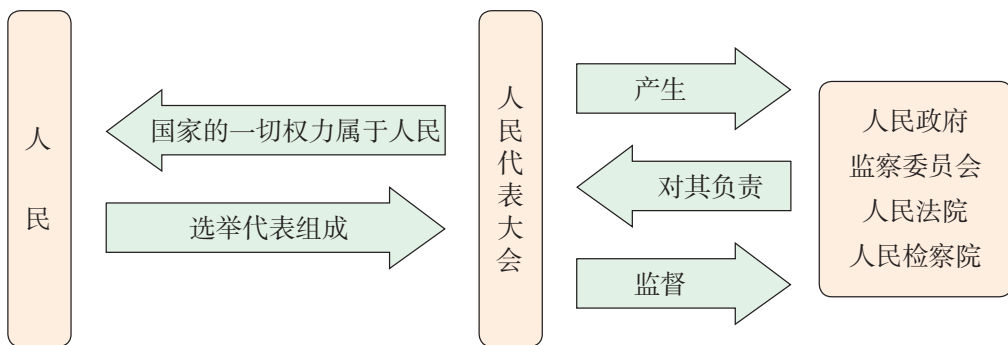 人民
国家的一切权力属于人民
选举代表组成
人民代表大会
产生
对其负责
监督
人民政府
监察委员会
人民法院
人民检察院